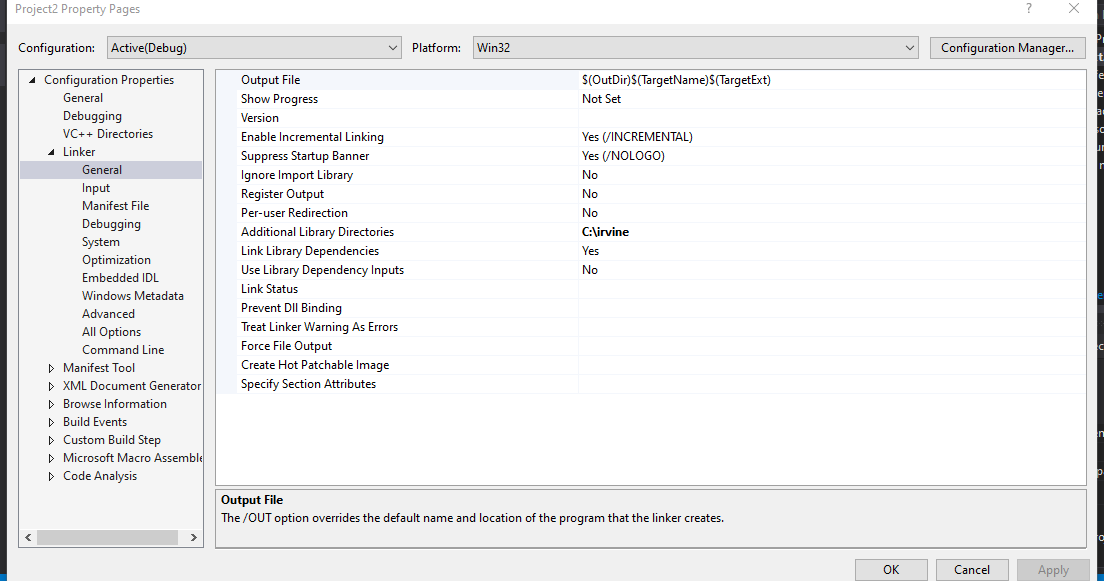 Project2 Property Pages
?
Configuration: Active(Debug) Platform: Win32 Configuration Manager...
Configuration Properties
General
Debugging
VC++ Directories
Linker
General
Input
Manifest File
Debugging
System
Optimization
Embedded IDL
Windows Metadata
Advanced
All Options
Command Line
Manifest Tool
XML Document Generator
Browse Information
Build Events
Custom Build Step
Microsoft Macro Assemble
Code Analysis
Output File $(OutDir)$(TargetName)$(TargetExt)
Show Progress Not Set
Version
Enable Incremental Linking Yes (/INCREMENTAL)
Suppress Startup Banner Yes (/NOLOGO)
Ignore Import Library No
Register Output No
Per-user Redirection No
Additional Library Directories C:\irvine
Link Library Dependencies Yes
Use Library Dependency Inputs No
Link Status
Prevent Dll Binding
Treat Linker Warning As Errors
Force File Output
Create Hot Patchable Image
Specify Section Attributes
Output File
The /OUT option overrides the default name and location of the program that the linker creates.
OK Cancel Apply